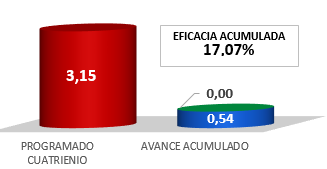 EFICACIA ACUMULADA
17,07%
3,15
0,00
0,54
PROGRAMADO
CUATRIENIO
AVANCE ACUMULADO